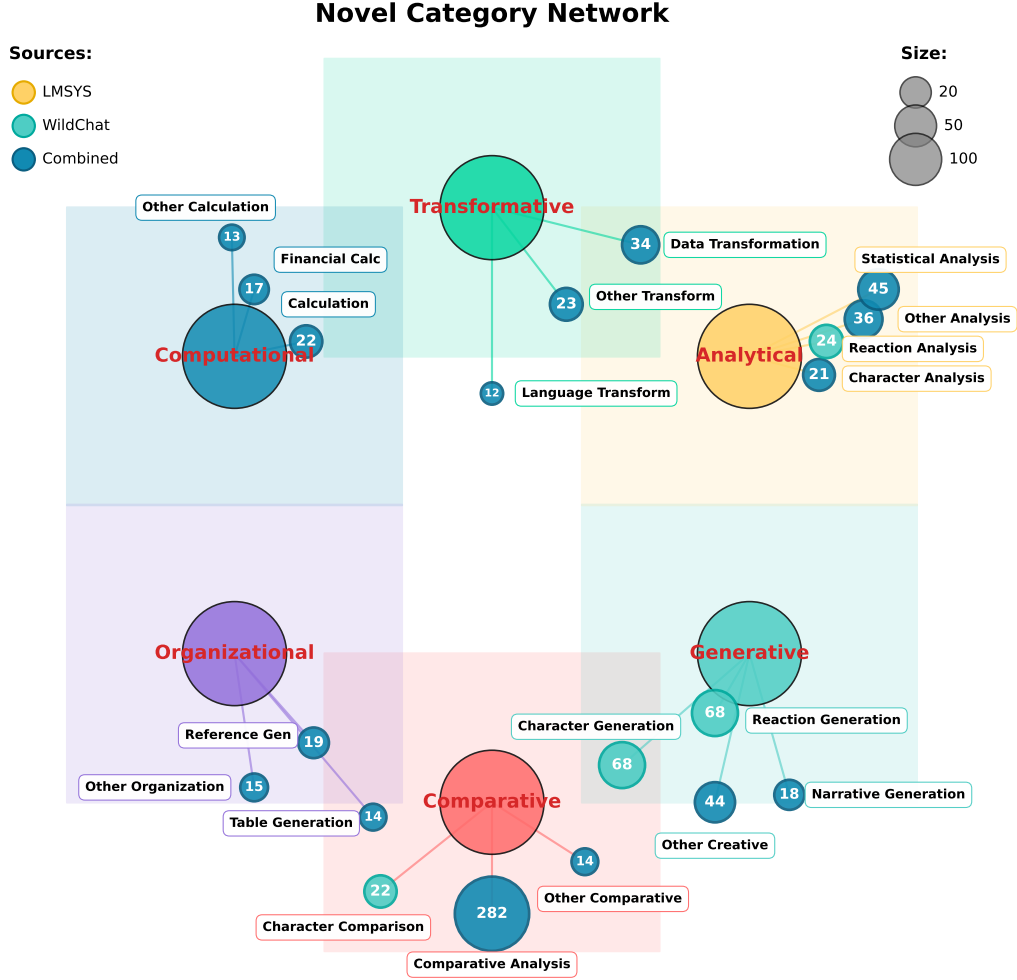 Novel Category Network
Sources:
LMSYS
WildChat
Combined
Size:
20
50
100
Transformative
34
Data Transformation
23
Other Transform
12
Language Transform
Other Calculation
13
Financial Calc
17
Calculation
22
Computational
Statistical Analysis
45
36
Other Analysis
24
Reaction Analysis
21
Character Analysis
Analytical
Organizational
Reference Gen
19
Other Organization
15
Table Generation
14
Generative
68
Reaction Generation
Character Generation
68
44
Other Creative
18
Narrative Generation
Comparative
22
Character Comparison
282
Comparative Analysis
14
Other Comparative